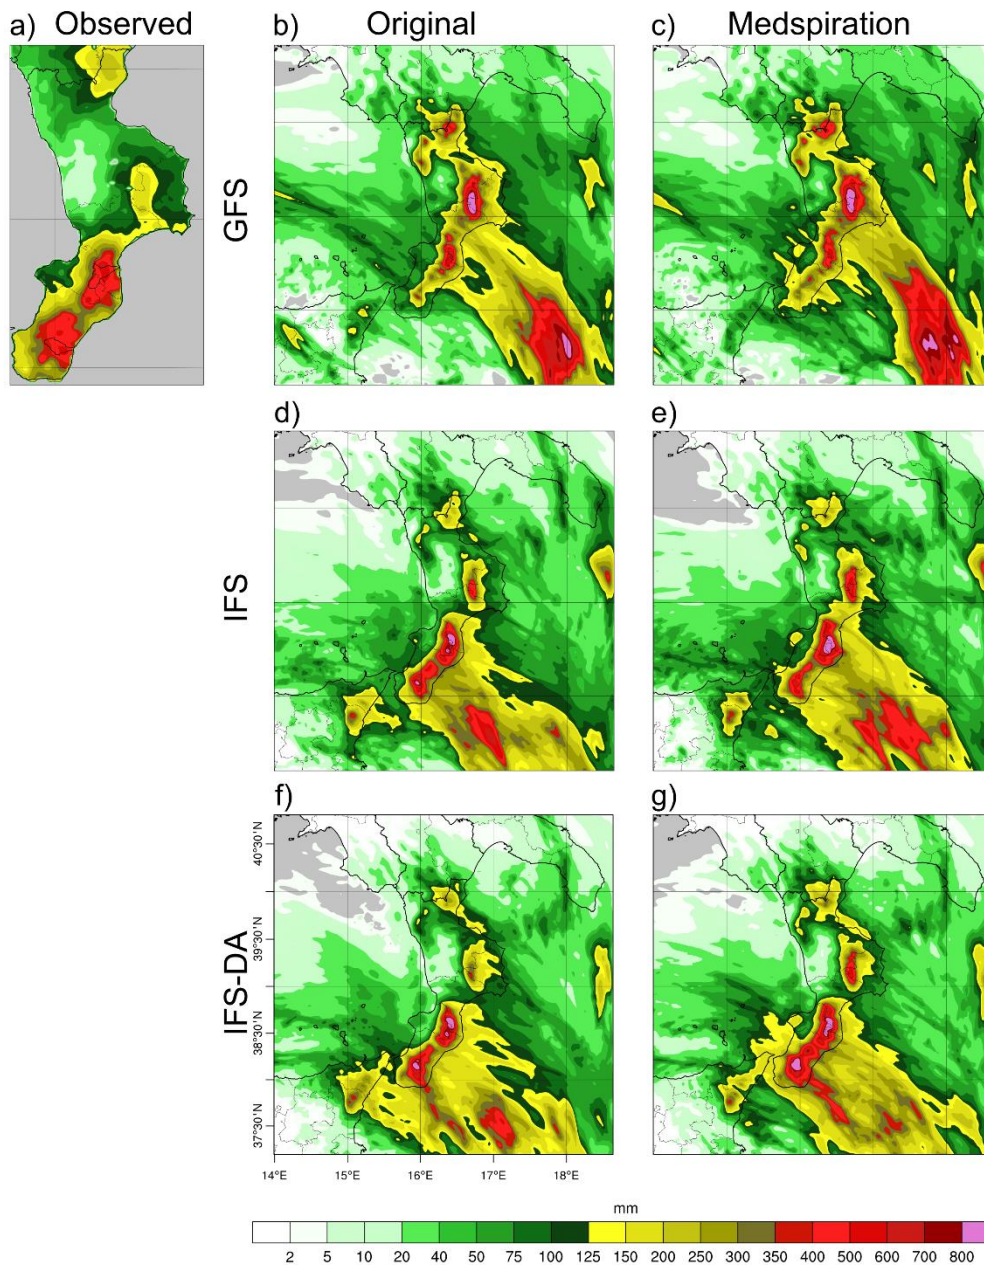 a) Observed
b) Original
c) Medspiration
GFS
d)
e)
IFS
f)
g)
IFS-DA
40°30'N
39°30'N
38°30'N
37°30'N
14°E 15°E 16°E 17°E 18°E
mm
2 5 10 20 40 50 75 100 125 150 200 250 300 350 400 500 600 700 800